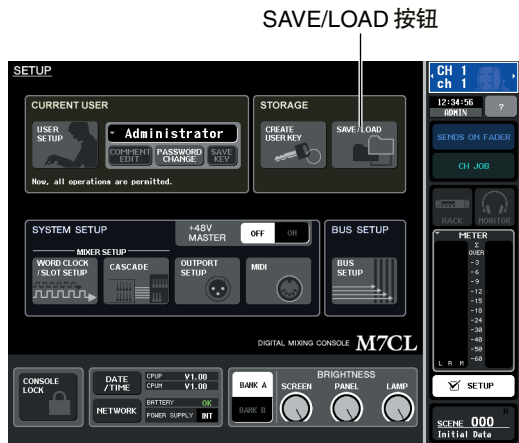 SAVE/LOAD 按钮
SETUP
CH 1
ch 1
CURRENT USER
STORAGE
12:34:56
ADMIN
?
USER
SETUP
Administrator
COMMENT
EDIT
PASSWORD
CHANGE
SAVE
KEY
Now, all operations are permitted.
CREATE
USER KEY
SAVE/LOAD
SENDS ON FADER
CH JOB
RACK
MONITOR
SYSTEM SETUP
+48V
MASTER
OFF
ON
BUS SETUP
MIXER SETUP
WORD CLOCK
/SLOT SETUP
CASCADE
OUTPORT
SETUP
MIDI
BUS
SETUP
METER
Σ
OVER
-3
-6
-9
-12
-15
-18
-24
-30
-40
-50
-60
L R M
DIGITAL MIXING CONSOLE M7CL
CONSOLE
LOCK
DATE
/TIME
CPUP V1.00
CPUM V1.00
NETWORK
BATTERY OK
POWER SUPPLY INT
BANK A
BANK B
BRIGHTNESS
SCREEN
PANEL
LAMP
SETUP
R
SCENE 000
Initial Data